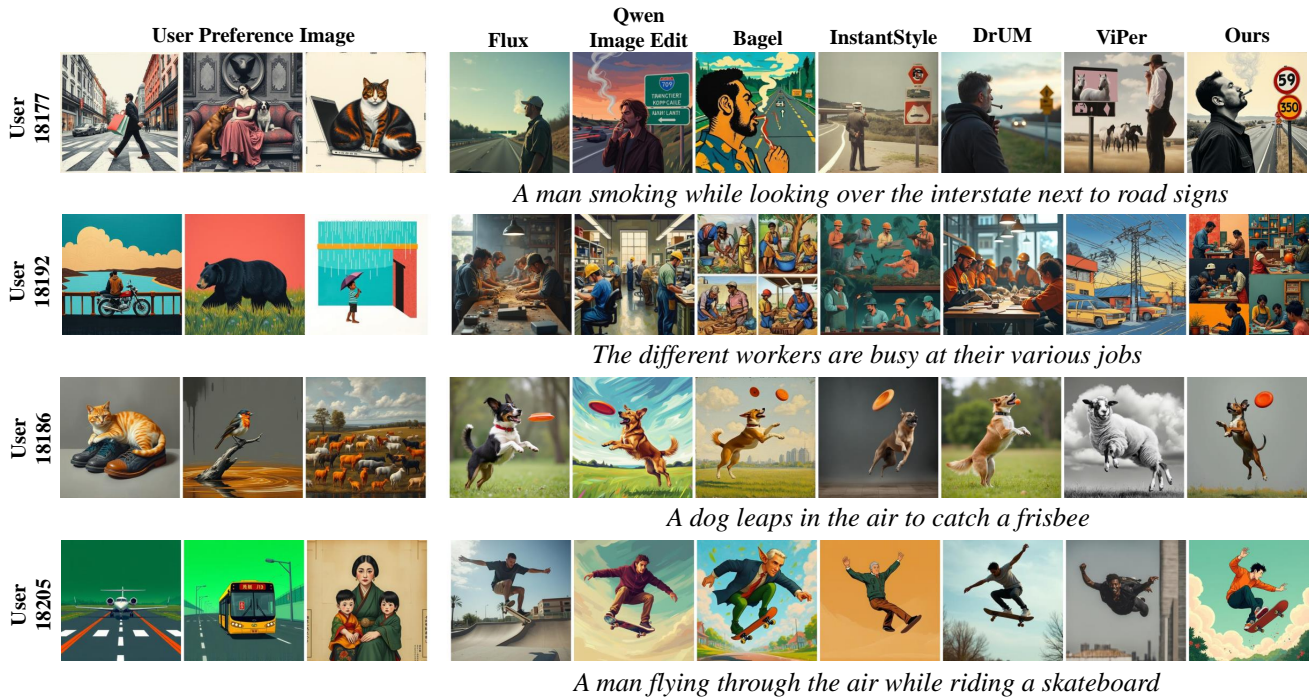 User Preference Image
Flux
Qwen
Image Edit
Bagel
InstantStyle
DrUM
ViPer
Ours
User
18177
709
59
350
A man smoking while looking over the interstate next to road signs
User
18192
The different workers are busy at their various jobs
User
18186
A dog leaps in the air to catch a frisbee
User
18205
A man flying through the air while riding a skateboard